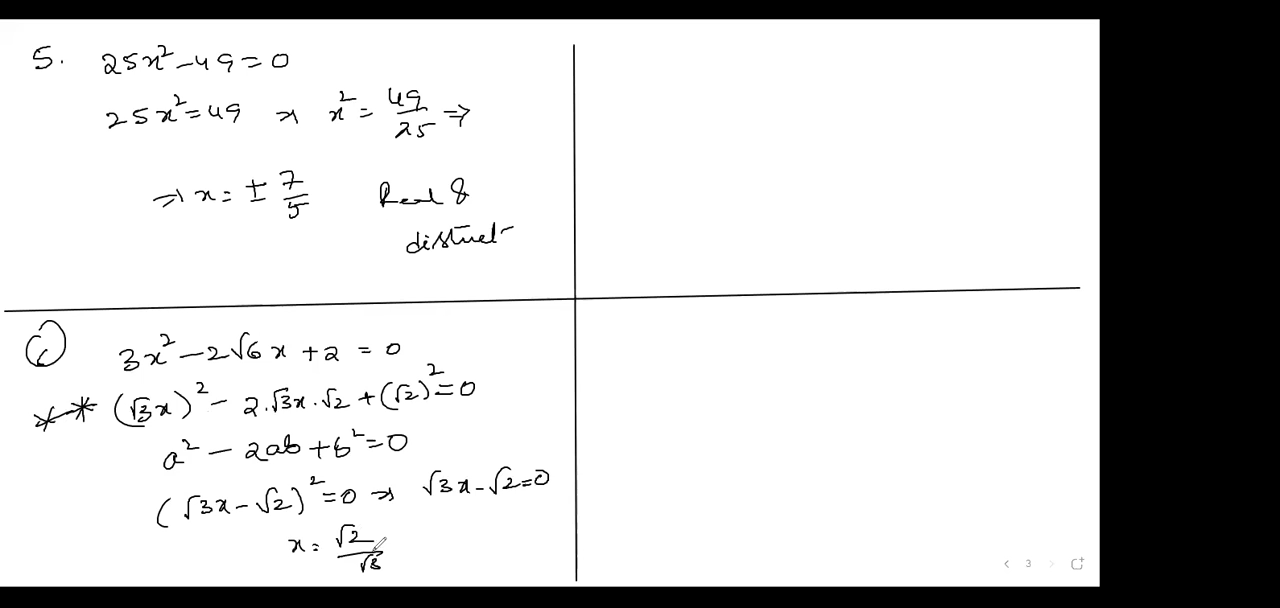 5. 25x² - 49 = 0
25x² = 49 ⇒ x² = 49/25 ⇒
⇒ x = ± 7/5 Real &
distinct
3x² - 2√6 x + 2 = 0
** (√3x)² - 2.√3x.√2 + (√2)² = 0
a² - 2ab + b² = 0
(√3x - √2)² = 0 ⇒ √3x - √2 = 0
x = √2/√3
< 3 >